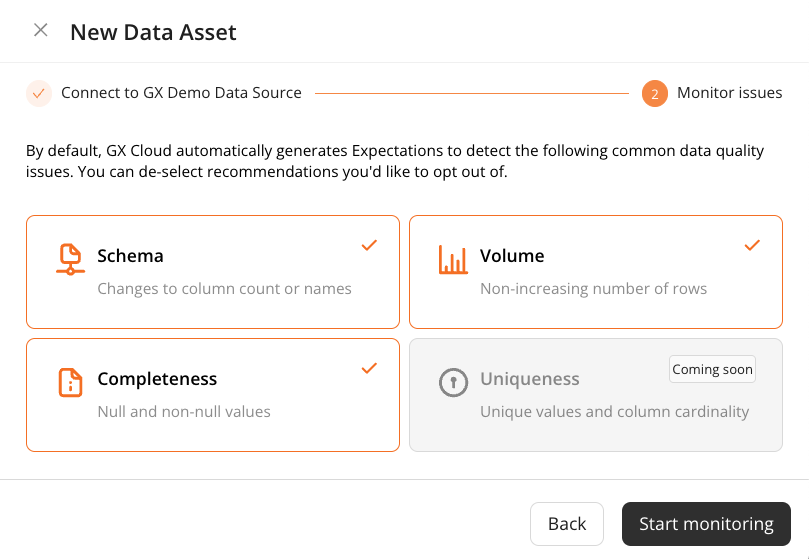 New Data Asset
Connect to GX Demo Data Source
2
Monitor issues
By default, GX Cloud automatically generates Expectations to detect the following common data quality
issues. You can de-select recommendations you'd like to opt out of.
Schema
Changes to column count or names
Volume
Non-increasing number of rows
Completeness
Null and non-null values
Uniqueness
Coming soon
Unique values and column cardinality
Back
Start monitoring